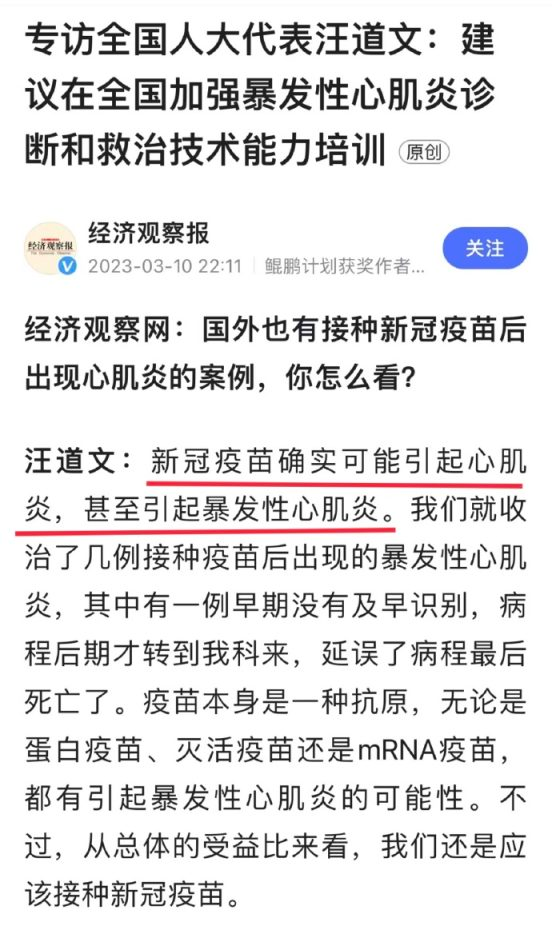 专访全国人大代表汪道文：建
议在全国加强暴发性心肌炎诊
断和救治技术能力培训 原创
经济观察报
经济观察报
2023-03-10 22:11 鲲鹏计划获奖作者...
关注
经济观察网：国外也有接种新冠疫苗后
出现心肌炎的案例，你怎么看？
汪道文：新冠疫苗确实可能引起心肌
炎，甚至引起暴发性心肌炎。我们就收
治了几例接种疫苗后出现的暴发性心肌
炎，其中有一例早期没有及早识别，病
程后期才转到我科来，延误了病程最后
死亡了。疫苗本身是一种抗原，无论是
蛋白疫苗、灭活疫苗还是mRNA疫苗，
都有引起暴发性心肌炎的可能性。不
过，从总体的受益比来看，我们还是应
该接种新冠疫苗。